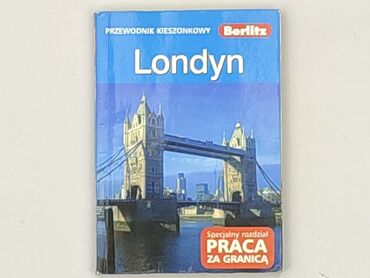 PRZEWODNIK KIESZONKOWY
Berlitz
Londyn
Specjalny rozdział
PRACA
ZA GRANICĄ